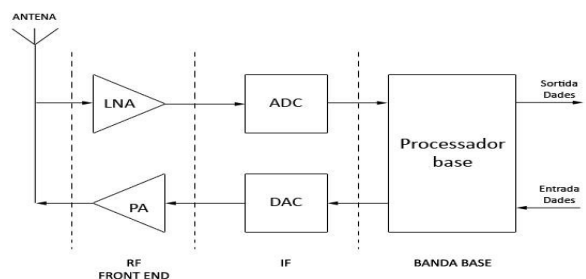 ANTENA
LNA
ADC
Processador
base
Sortida
Dades
PA
DAC
Entrada
Dades
RF
FRONT END
IF
BANDA BASE